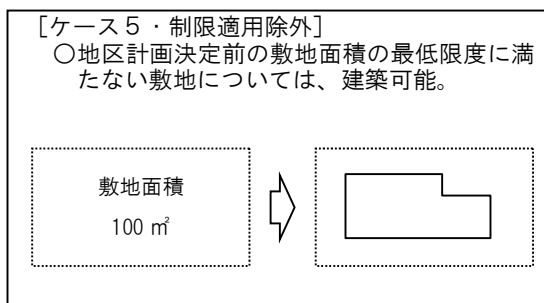 ［ケース５・制限適用除外］
○地区計画決定前の敷地面積の最低限度に満
たない敷地については、建築可能。
敷地面積
100 ㎡